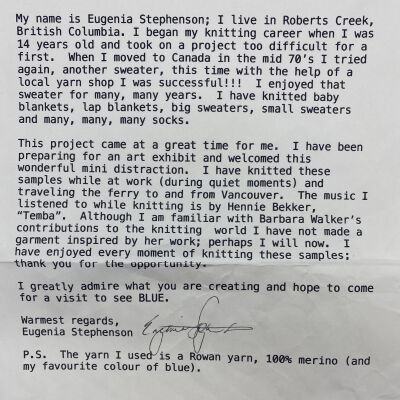 My name is Eugenia Stephenson; I live in Roberts Creek,
British Columbia. I began my knitting career when I was
14 years old and took on a project too difficult for a
first.  When I moved to Canada in the mid 70's I tried
again, another sweater, this time with the help of a
local yarn shop I was successful!!!  I enjoyed that
sweater for many, many years.  I have knitted baby
blankets, lap blankets, big sweaters, small sweaters
and many, many, many socks.

This project came at a great time for me.  I have been
preparing for an art exhibit and welcomed this
wonderful mini distraction.  I have knitted these
samples while at work (during quiet moments) and
traveling the ferry to and from Vancouver.  The music I
listened to while knitting is by Hennie Bekker,
“Temba”.  Although I am familiar with Barbara Walker's
contributions to the knitting  world I have not made a
garment inspired by her work; perhaps I will now.  I
have enjoyed every moment of knitting these samples;
thank you for the opportunity.

I greatly admire what you are creating and hope to come
for a visit to see BLUE.

Warmest regards,
Eugenia Stephenson

P.S.  The yarn I used is a Rowan yarn, 100% merino (and
my favourite colour of blue).